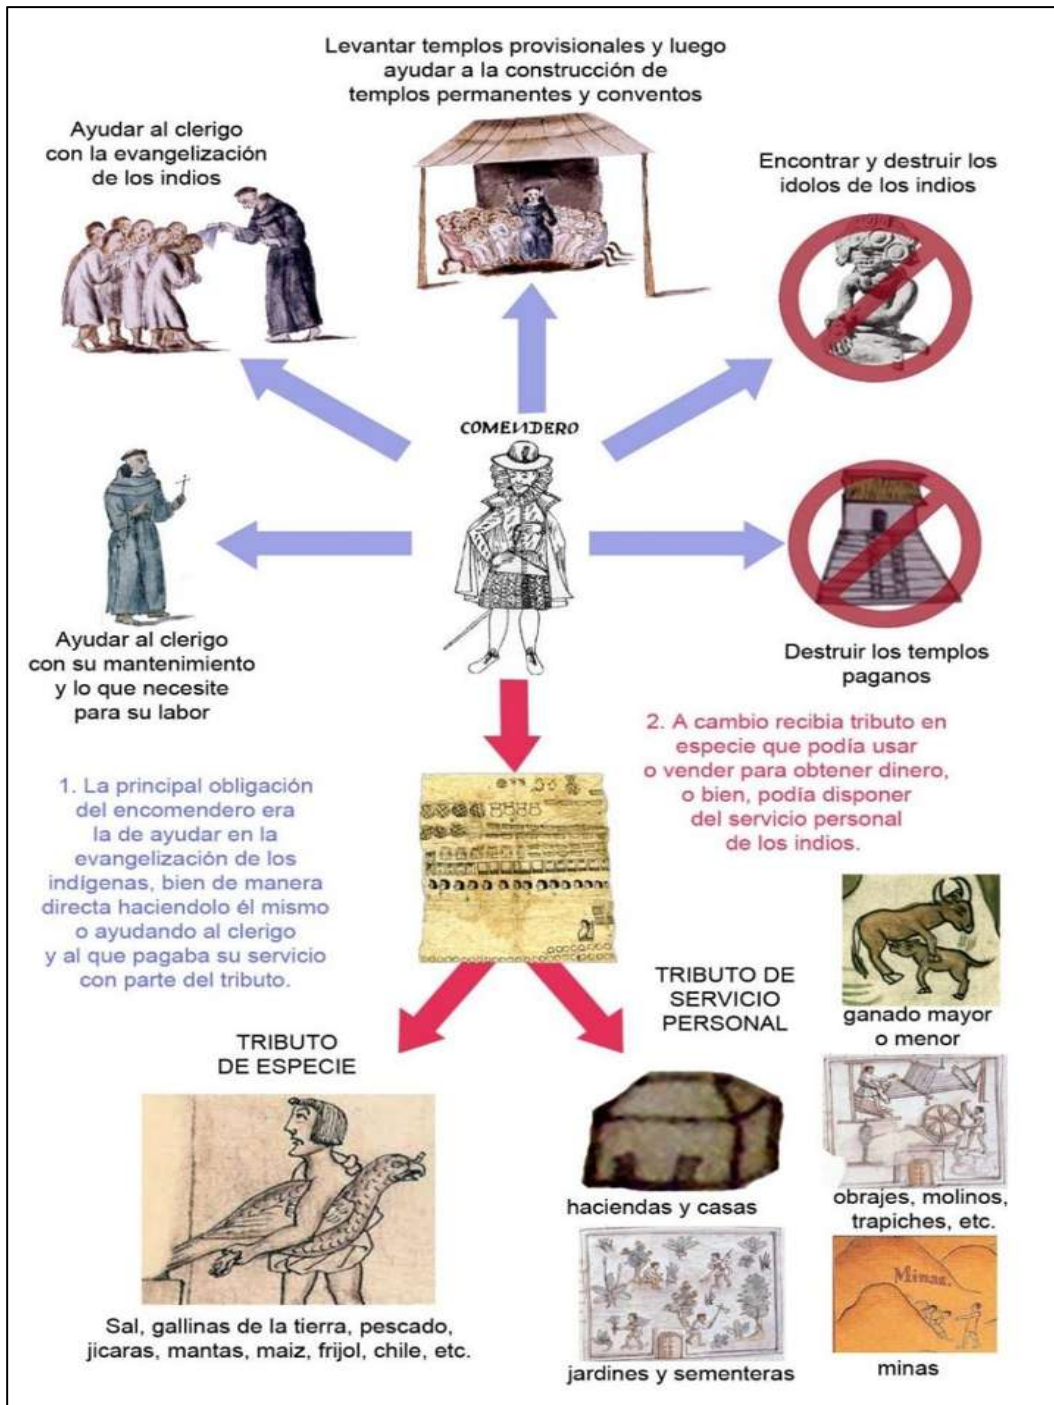 Levantar templos provisionales y luego
ayudar a la construcción de
templos permanentes y conventos
Ayudar al clerigo
con la evangelización
de los indios
Encontrar y destruir los
idolos de los indios
COMENDERO
Ayudar al clerigo
con su mantenimiento
y lo que necesite
para su labor
Destruir los templos
paganos
1. La principal obligación
del encomendero era
la de ayudar en la
evangelización de los
indígenas, bien de manera
directa haciendolo él mismo
o ayudando al clerigo
y al que pagaba su servicio
con parte del tributo.
2. A cambio recibia tributo en
especie que podía usar
o vender para obtener dinero,
o bien, podía disponer
del servicio personal
de los indios.
TRIBUTO
DE ESPECIE
Sal, gallinas de la tierra, pescado,
jicaras, mantas, maiz, frijol, chile, etc.
TRIBUTO DE
SERVICIO
PERSONAL
ganado mayor
o menor
haciendas y casas
obrajes, molinos,
trapiches, etc.
jardines y sementeras
Minas.
minas